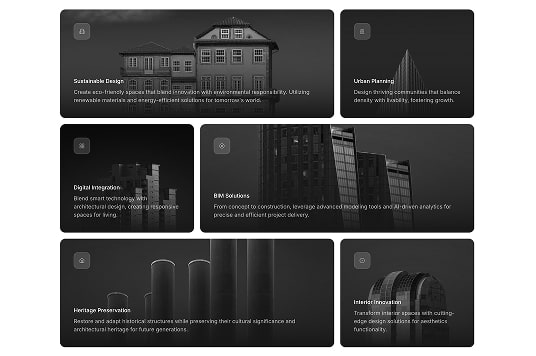 Sustainable Design
Create eco-friendly spaces that blend innovation with environmental responsibility. Utilizing
renewable materials and energy-efficient solutions for tomorrow's world.
Urban Planning
Design thriving communities that balance
density with livability, fostering growth.
Digital Integration
Blend smart technology with
architectural design, creating responsive
spaces for living.
BIM Solutions
From concept to construction, leverage advanced modeling tools and AI-driven analytics for
precise and efficient project delivery.
Heritage Preservation
Restore and adapt historical structures while preserving their cultural significance and
architectural heritage for future generations.
Interior Innovation
Transform interior spaces with cutting-
edge design solutions for aesthetics
functionality.